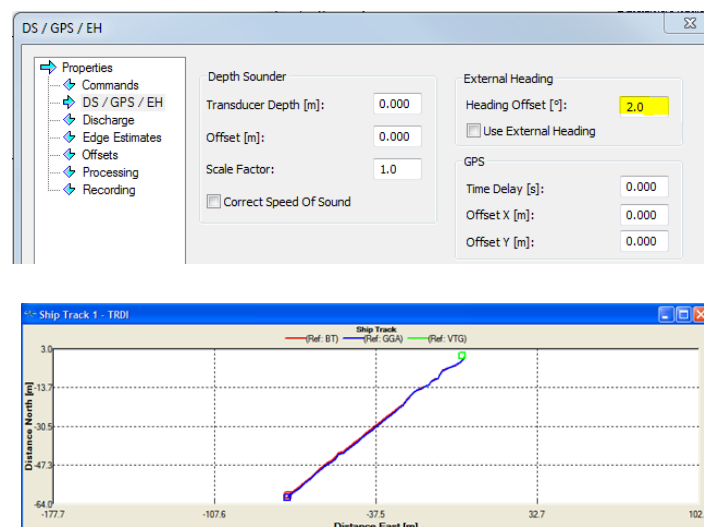 DS / GPS / EH
Properties
Commands
DS / GPS / EH
Discharge
Edge Estimates
Offsets
Processing
Recording
Depth Sounder
Transducer Depth [m]: 0.000
Offset [m]: 0.000
Scale Factor: 1.0
Correct Speed Of Sound
External Heading
Heading Offset [º]: 2.0
Use External Heading
GPS
Time Delay [s]: 0.000
Offset X [m]: 0.000
Offset Y [m]: 0.000
Ship Track 1 - TRDI
Ship Track
(Ref: BT) (Ref: GGA) (Ref: VTG)
Distance North [m]
3.0
-13.7
-30.5
-47.3
-64.0
-177.7 -107.6 -37.5 32.7 102.
Distance East [m]